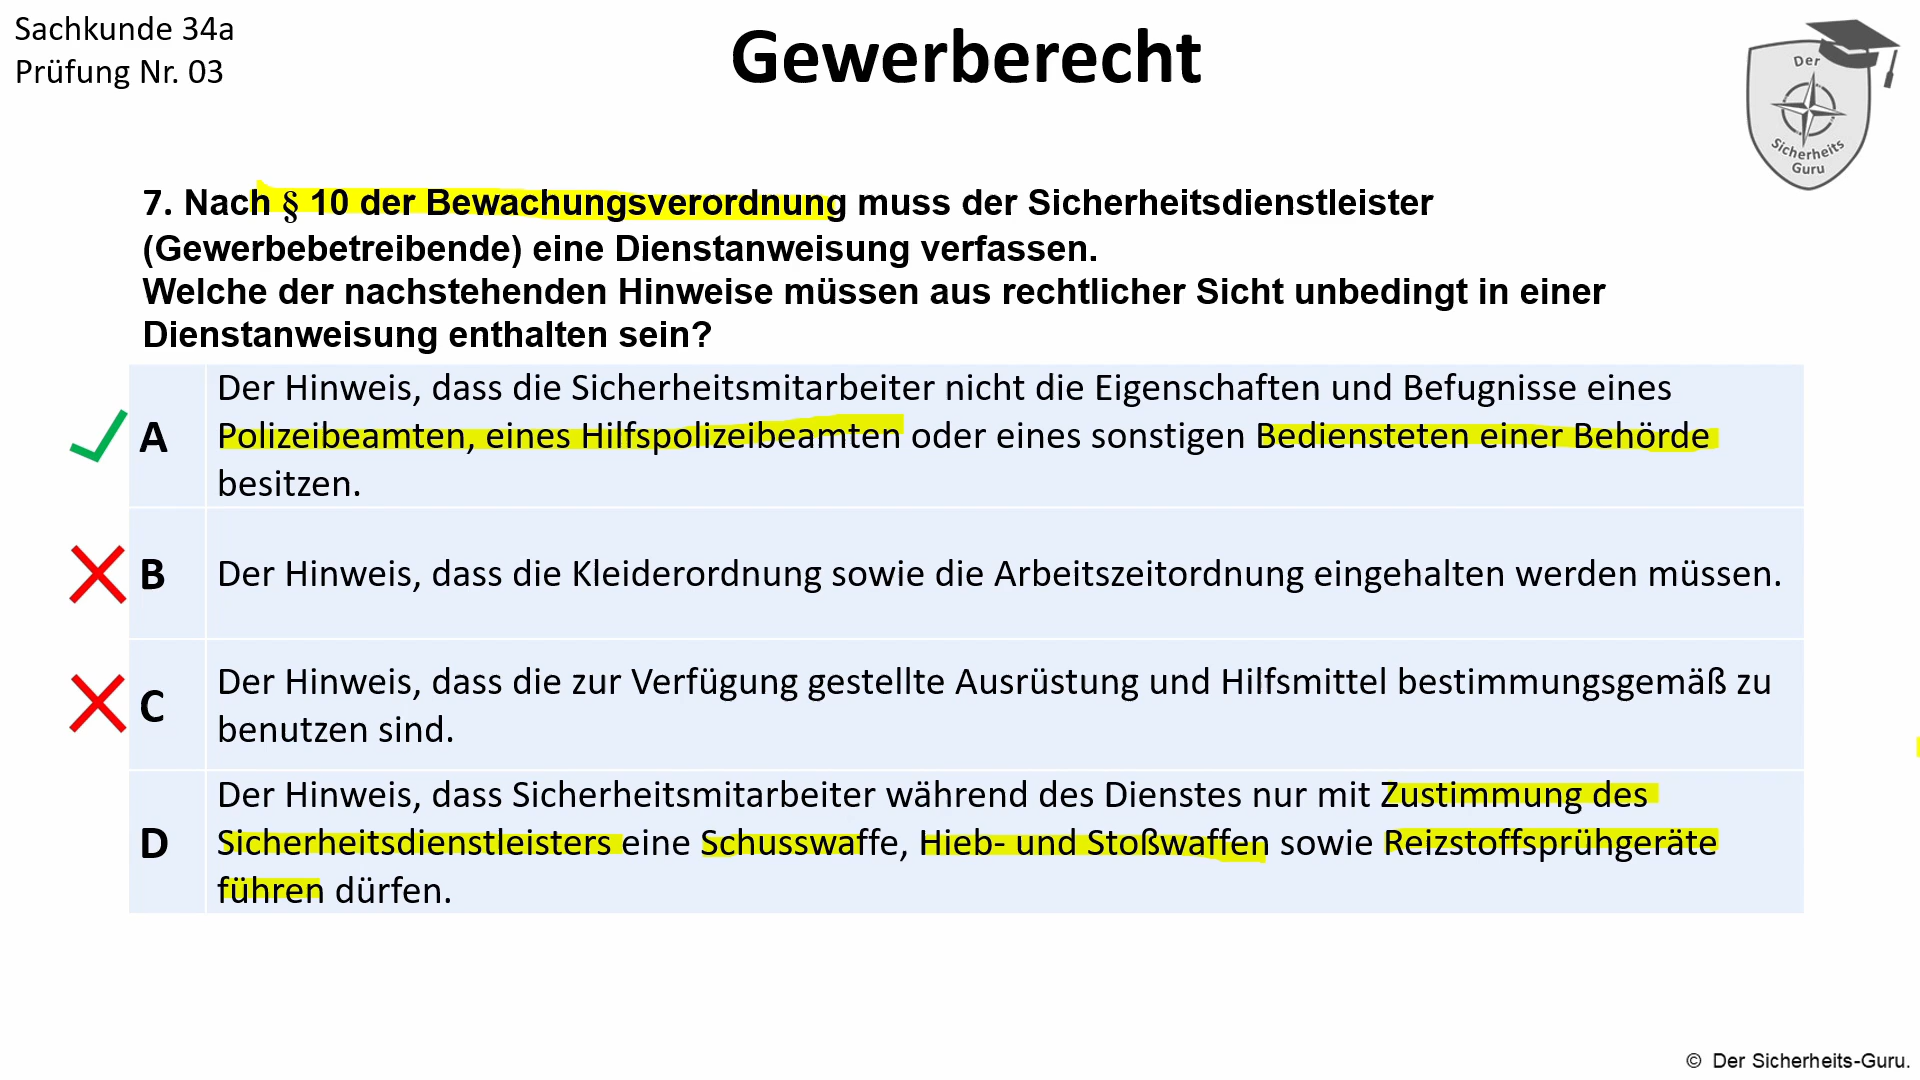 Sachkunde 34a
Prüfung Nr. 03
Gewerberecht
Der
Sicherheits
Guru
7. Nach § 10 der Bewachungsverordnung muss der Sicherheitsdienstleister
(Gewerbebetreibende) eine Dienstanweisung verfassen.
Welche der nachstehenden Hinweise müssen aus rechtlicher Sicht unbedingt in einer
Dienstanweisung enthalten sein?
A
Der Hinweis, dass die Sicherheitsmitarbeiter nicht die Eigenschaften und Befugnisse eines
Polizeibeamten, eines Hilfspolizeibeamten oder eines sonstigen Bediensteten einer Behörde
besitzen.
B
Der Hinweis, dass die Kleiderordnung sowie die Arbeitszeitordnung eingehalten werden müssen.
C
Der Hinweis, dass die zur Verfügung gestellte Ausrüstung und Hilfsmittel bestimmungsgemäß zu
benutzen sind.
D
Der Hinweis, dass Sicherheitsmitarbeiter während des Dienstes nur mit Zustimmung des
Sicherheitsdienstleisters eine Schusswaffe, Hieb- und Stoßwaffen sowie Reizstoffsprühgeräte
führen dürfen.
© Der Sicherheits-Guru.